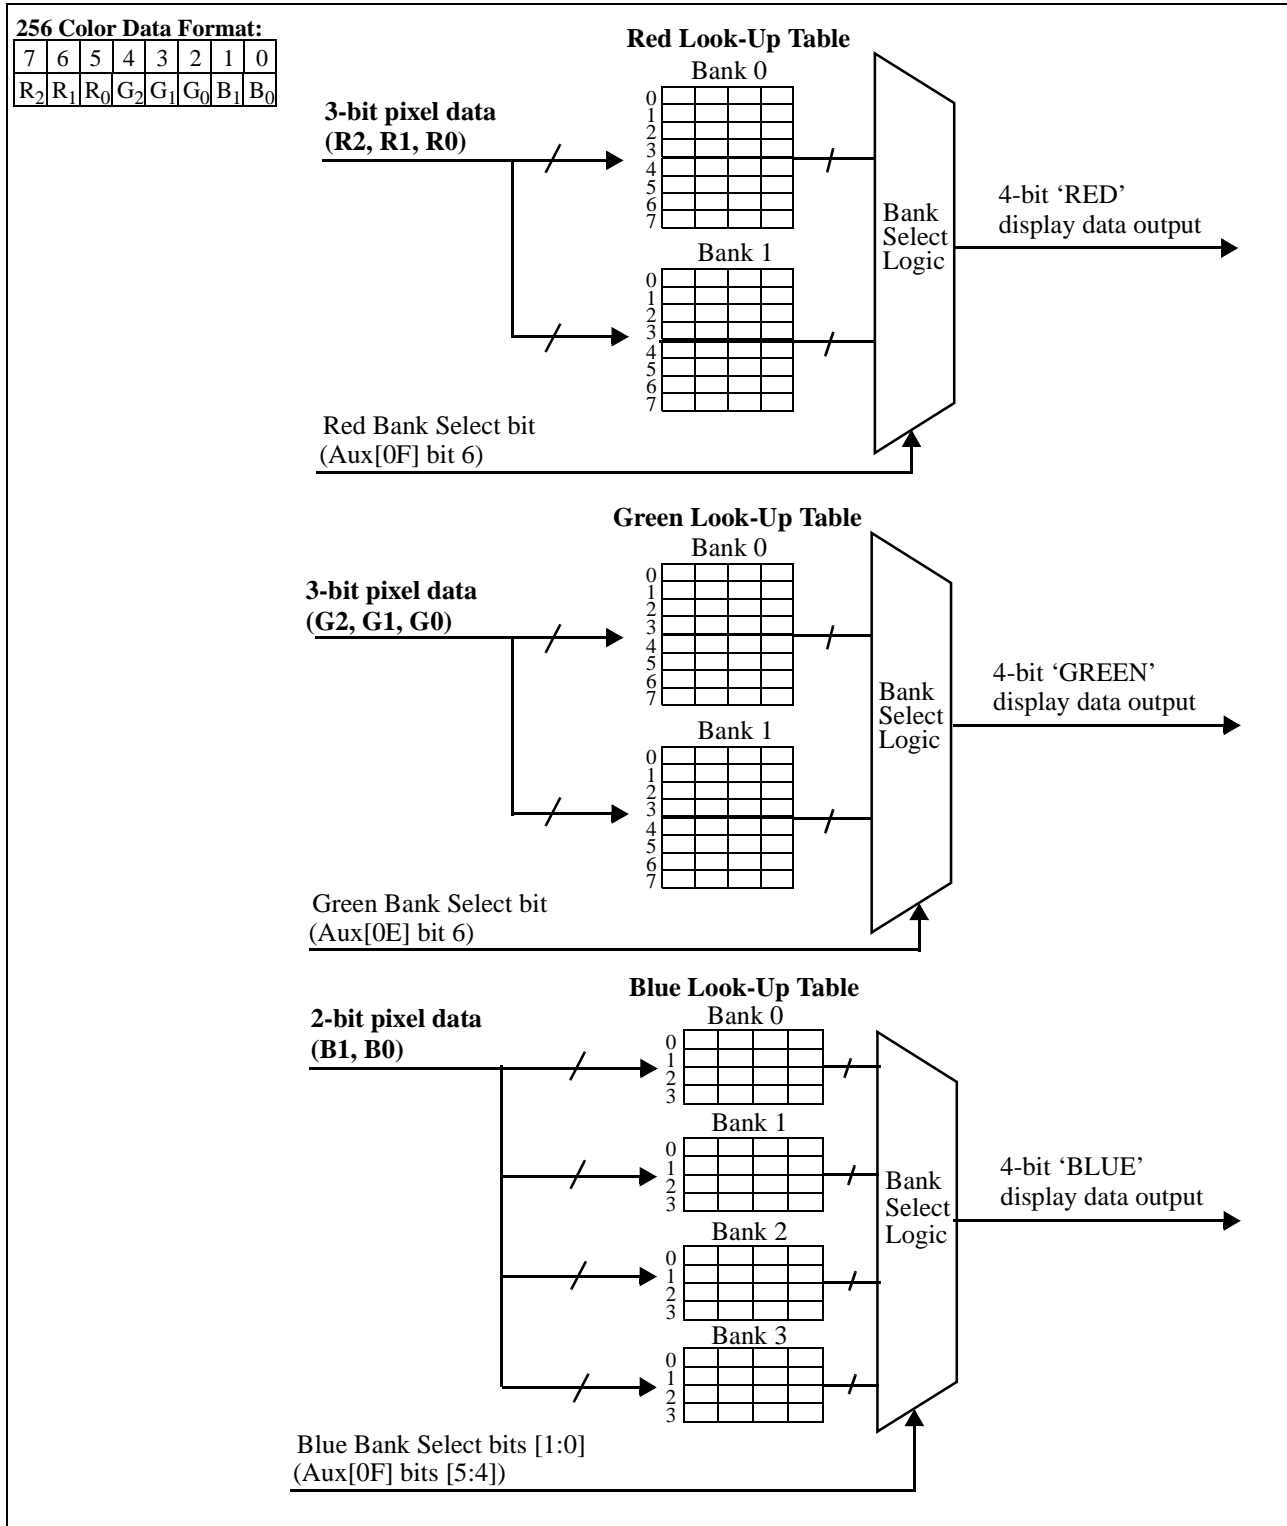 256 Color Data Format:
7 6 5 4 3 2 1 0
R2 R1 R0 G2 G1 G0 B1 B0
Red Look-Up Table
Bank 0
3-bit pixel data
(R2, R1, R0)
0
1
2
3
4
5
6
7
Bank 1
0
1
2
3
4
5
6
7
Bank
Select
Logic
4-bit ‘RED’
display data output
Red Bank Select bit
(Aux[0F] bit 6)
Green Look-Up Table
Bank 0
3-bit pixel data
(G2, G1, G0)
0
1
2
3
4
5
6
7
Bank 1
0
1
2
3
4
5
6
7
Bank
Select
Logic
4-bit ‘GREEN’
display data output
Green Bank Select bit
(Aux[0E] bit 6)
Blue Look-Up Table
Bank 0
2-bit pixel data
(B1, B0)
0
1
2
3
Bank 1
0
1
2
3
Bank 2
0
1
2
3
Bank 3
0
1
2
3
Bank
Select
Logic
4-bit ‘BLUE’
display data output
Blue Bank Select bits [1:0]
(Aux[0F] bits [5:4])